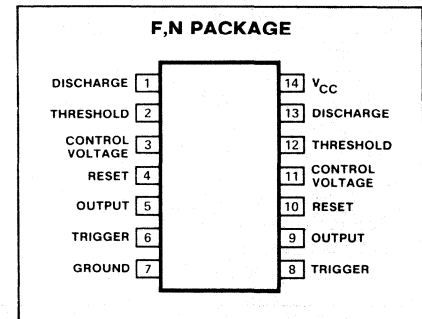 F,N PACKAGE
DISCHARGE 1
THRESHOLD 2
CONTROL
VOLTAGE 3
RESET 4
OUTPUT 5
TRIGGER 6
GROUND 7
14 VCC
13 DISCHARGE
12 THRESHOLD
11 CONTROL
VOLTAGE
10 RESET
9 OUTPUT
8 TRIGGER